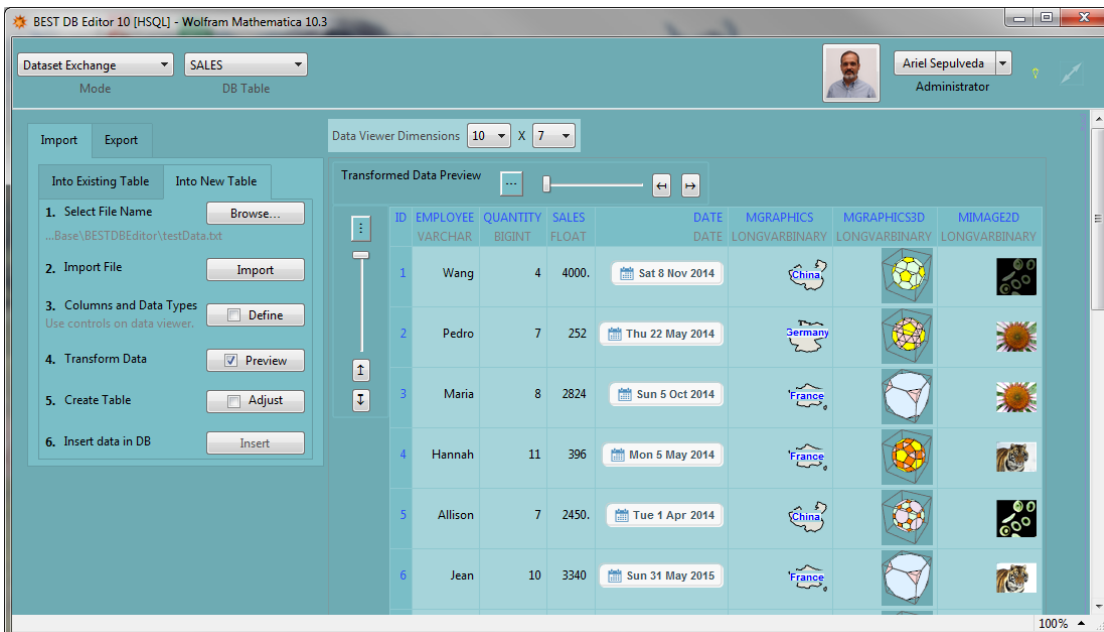 BEST DB Editor 10 [HSQL] - Wolfram Mathematica 10.3
Dataset Exchange SALES
Mode DB Table
Ariel Sepulveda
Administrator
Import Export
Data Viewer Dimensions 10 X 7
Into Existing Table Into New Table
1. Select File Name Browse...
...Base\BESTDBEditor\testData.txt
2. Import File Import
3. Columns and Data Types Define
Use controls on data viewer.
4. Transform Data Preview
5. Create Table Adjust
6. Insert data in DB Insert
Transformed Data Preview ...
ID EMPLOYEE QUANTITY SALES DATE MGRAPHICS MGRAPHICS3D MIMAGE2D
VARCHAR BIGINT FLOAT DATE LONGVARBINARY LONGVARBINARY LONGVARBINARY
1 Wang 4 4000. Sat 8 Nov 2014 China
2 Pedro 7 252 Thu 22 May 2014 Germany
3 Maria 8 2824 Sun 5 Oct 2014 France
4 Hannah 11 396 Mon 5 May 2014 France
5 Allison 7 2450. Tue 1 Apr 2014 China
6 Jean 10 3340 Sun 31 May 2015 France
100%